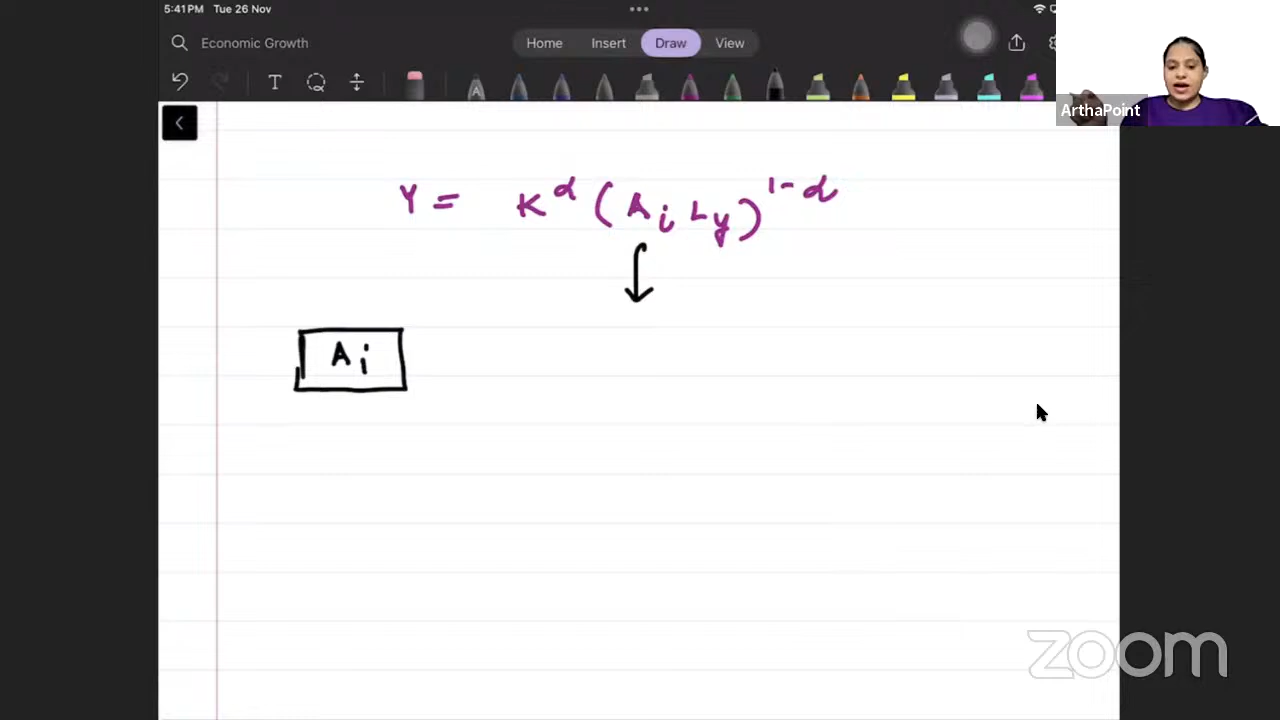 5:41 PM Tue 26 Nov
Economic Growth
Home Insert Draw View
T
A
ArthaPoint
Y = K^α (A_i L_y)^1-α
A_i
zoom